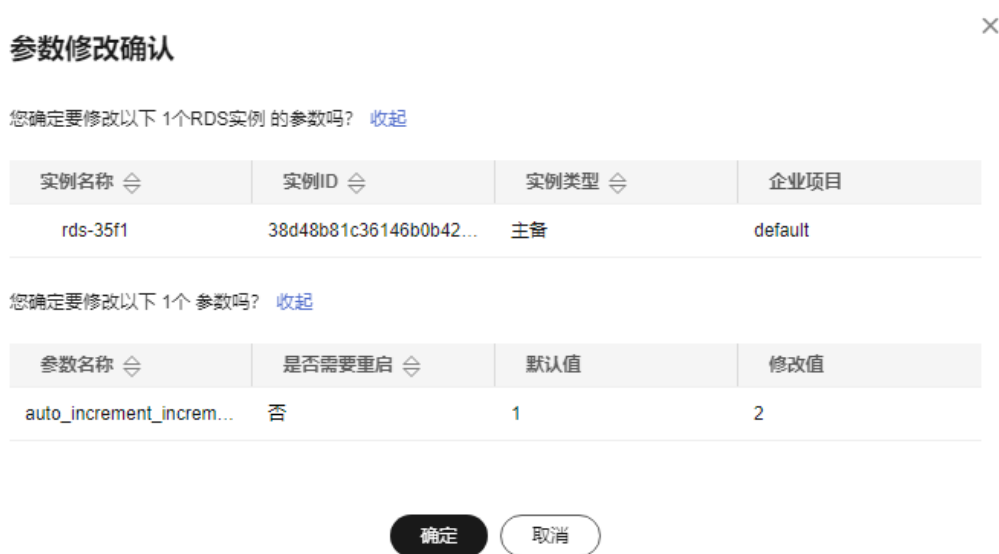 参数修改确认
您确定要修改以下 1个RDS实例 的参数吗? 收起
实例名称 实例ID 实例类型 企业项目
rds-35f1 38d48b81c36146b0b42... 主备 default
您确定要修改以下 1个 参数吗? 收起
参数名称 是否需要重启 默认值 修改值
auto_increment_increm... 否 1 2
确定 取消